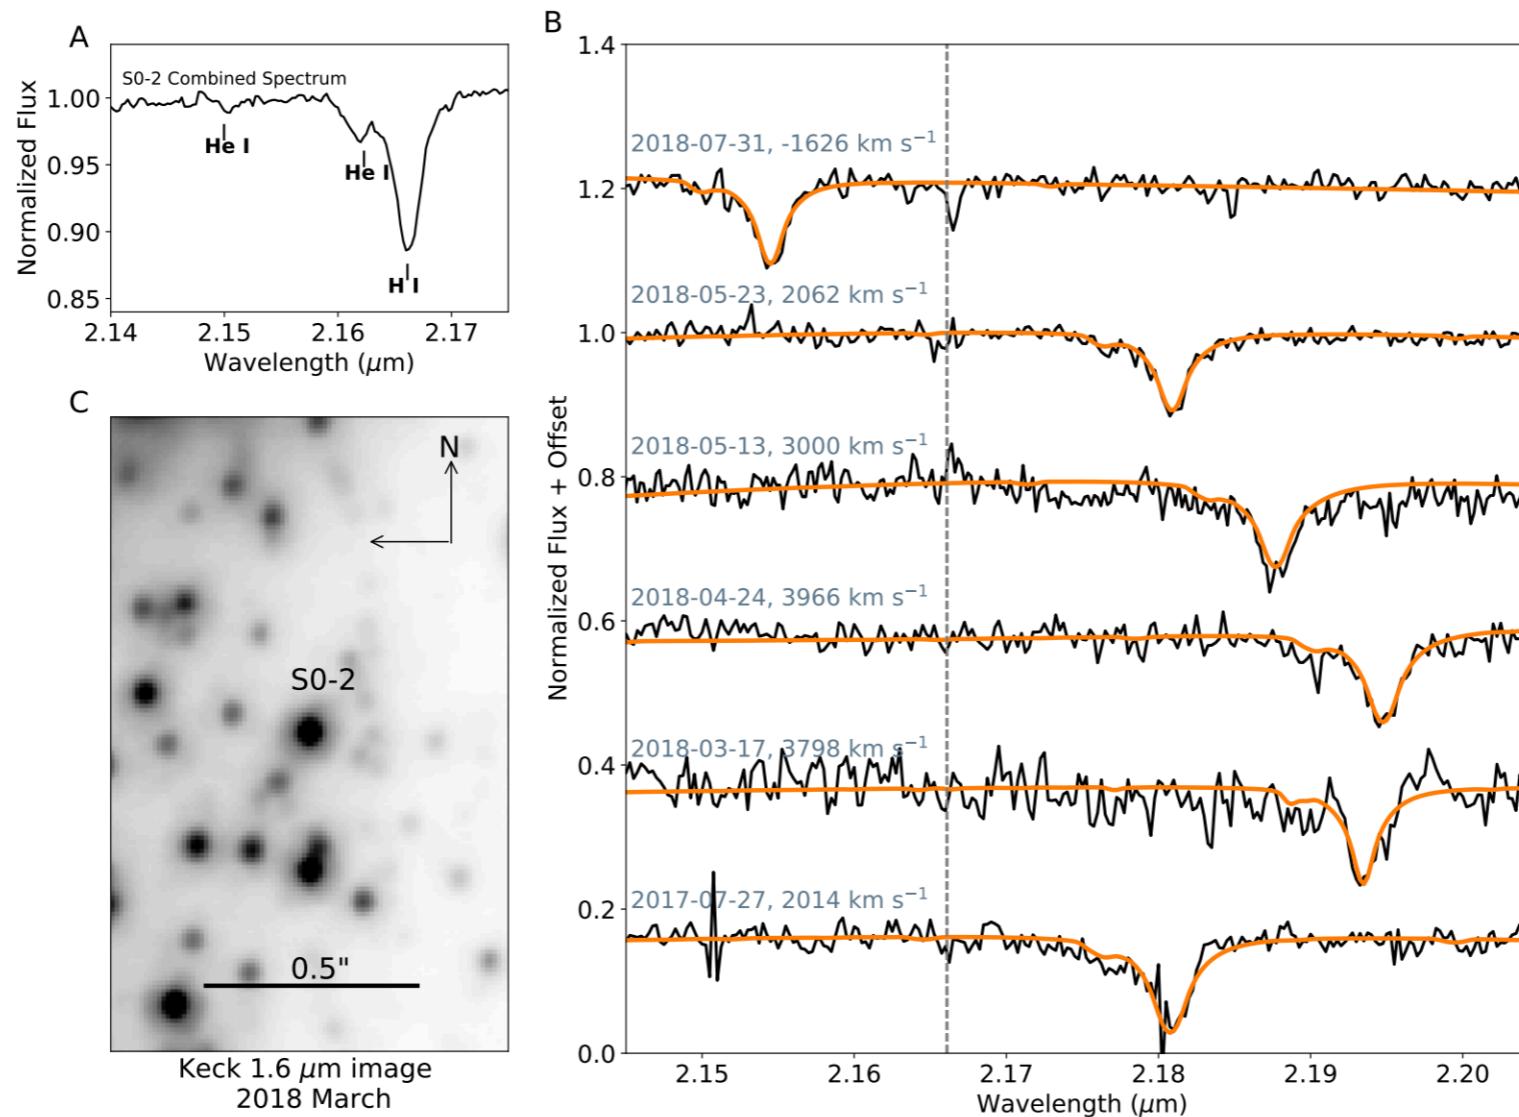 A
S0-2 Combined Spectrum
He I
He I
H I
1.00
0.95
0.90
0.85
Normalized Flux
2.14
2.15
2.16
2.17
Wavelength (μm)
B
1.4
1.2
1.0
0.8
0.6
0.4
0.2
0.0
Normalized Flux + Offset
2018-07-31, -1626 km s⁻¹
2018-05-23, 2062 km s⁻¹
2018-05-13, 3000 km s⁻¹
2018-04-24, 3966 km s⁻¹
2018-03-17, 3798 km s⁻¹
2017-07-27, 2014 km s⁻¹
2.15
2.16
2.17
2.18
2.19
2.20
Wavelength (μm)
C
N
S0-2
0.5"
Keck 1.6 μm image
2018 March